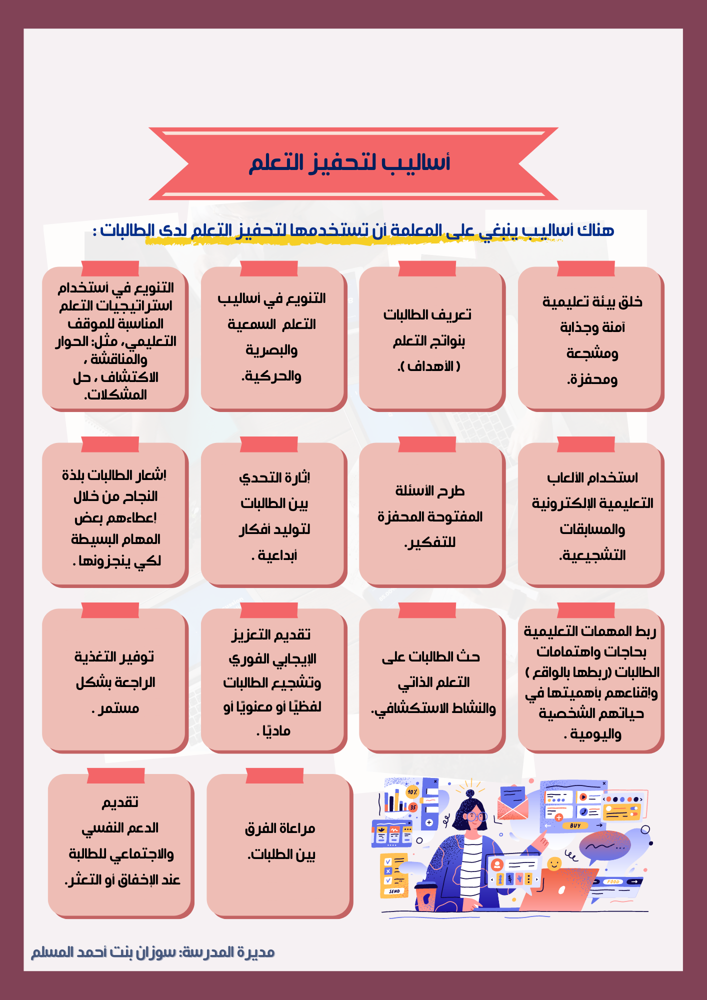 أساليب لتحفيز التعلم
هناك أساليب ينبغي على المعلمة أن تستخدمها لتحفيز التعلم لدى الطالبات :
خلق بيئة تعليمية
آمنة وجذابة
ومشجعة
ومحفزة.
تعريف الطالبات
بنواتج التعلم
( الأهداف ).
التنويع في أساليب
التعلم السمعية
والبصرية
والحركية.
التنويع في أستخدام
استراتيجيات التعلم
المناسبة للموقف
التعليمي، مثل: الحوار
والمناقشة ،
الاكتشاف ، حل
المشكلات.
استخدام الألعاب
التعليمية الإلكترونية
والمسابقات
التشجيعية.
طرح الأسئلة
المفتوحة المحفزة
للتفكير.
إثارة التحدي
بين الطالبات
لتوليد أفكار
أبداعية .
إشعار الطالبات بلذة
النجاح من خلال
إعطاءهم بعض
المهام البسيطة
لكي ينجزونها .
ربط المهمات التعليمية
بحاجات واهتمامات
الطالبات (ربطها بالواقع )
وإقناعهم بأهميتها في
حياتهم الشخصية
واليومية .
حث الطالبات على
التعلم الذاتي
والنشاط الاستكشافي.
تقديم التعزيز
الإيجابي الفوري
وتشجيع الطالبات
لفظيًا أو معنويًا أو
ماديًا .
توفير التغذية
الراجعة بشكل
مستمر .
مراعاة الفرق
بين الطلبات.
تقديم
الدعم النفسي
والاجتماعي للطالبة
عند الإخفاق أو التعثر.
10%
35
BUY
SEND
FOOD
مديرة المدرسة: سوزان بنت أحمد المسلم